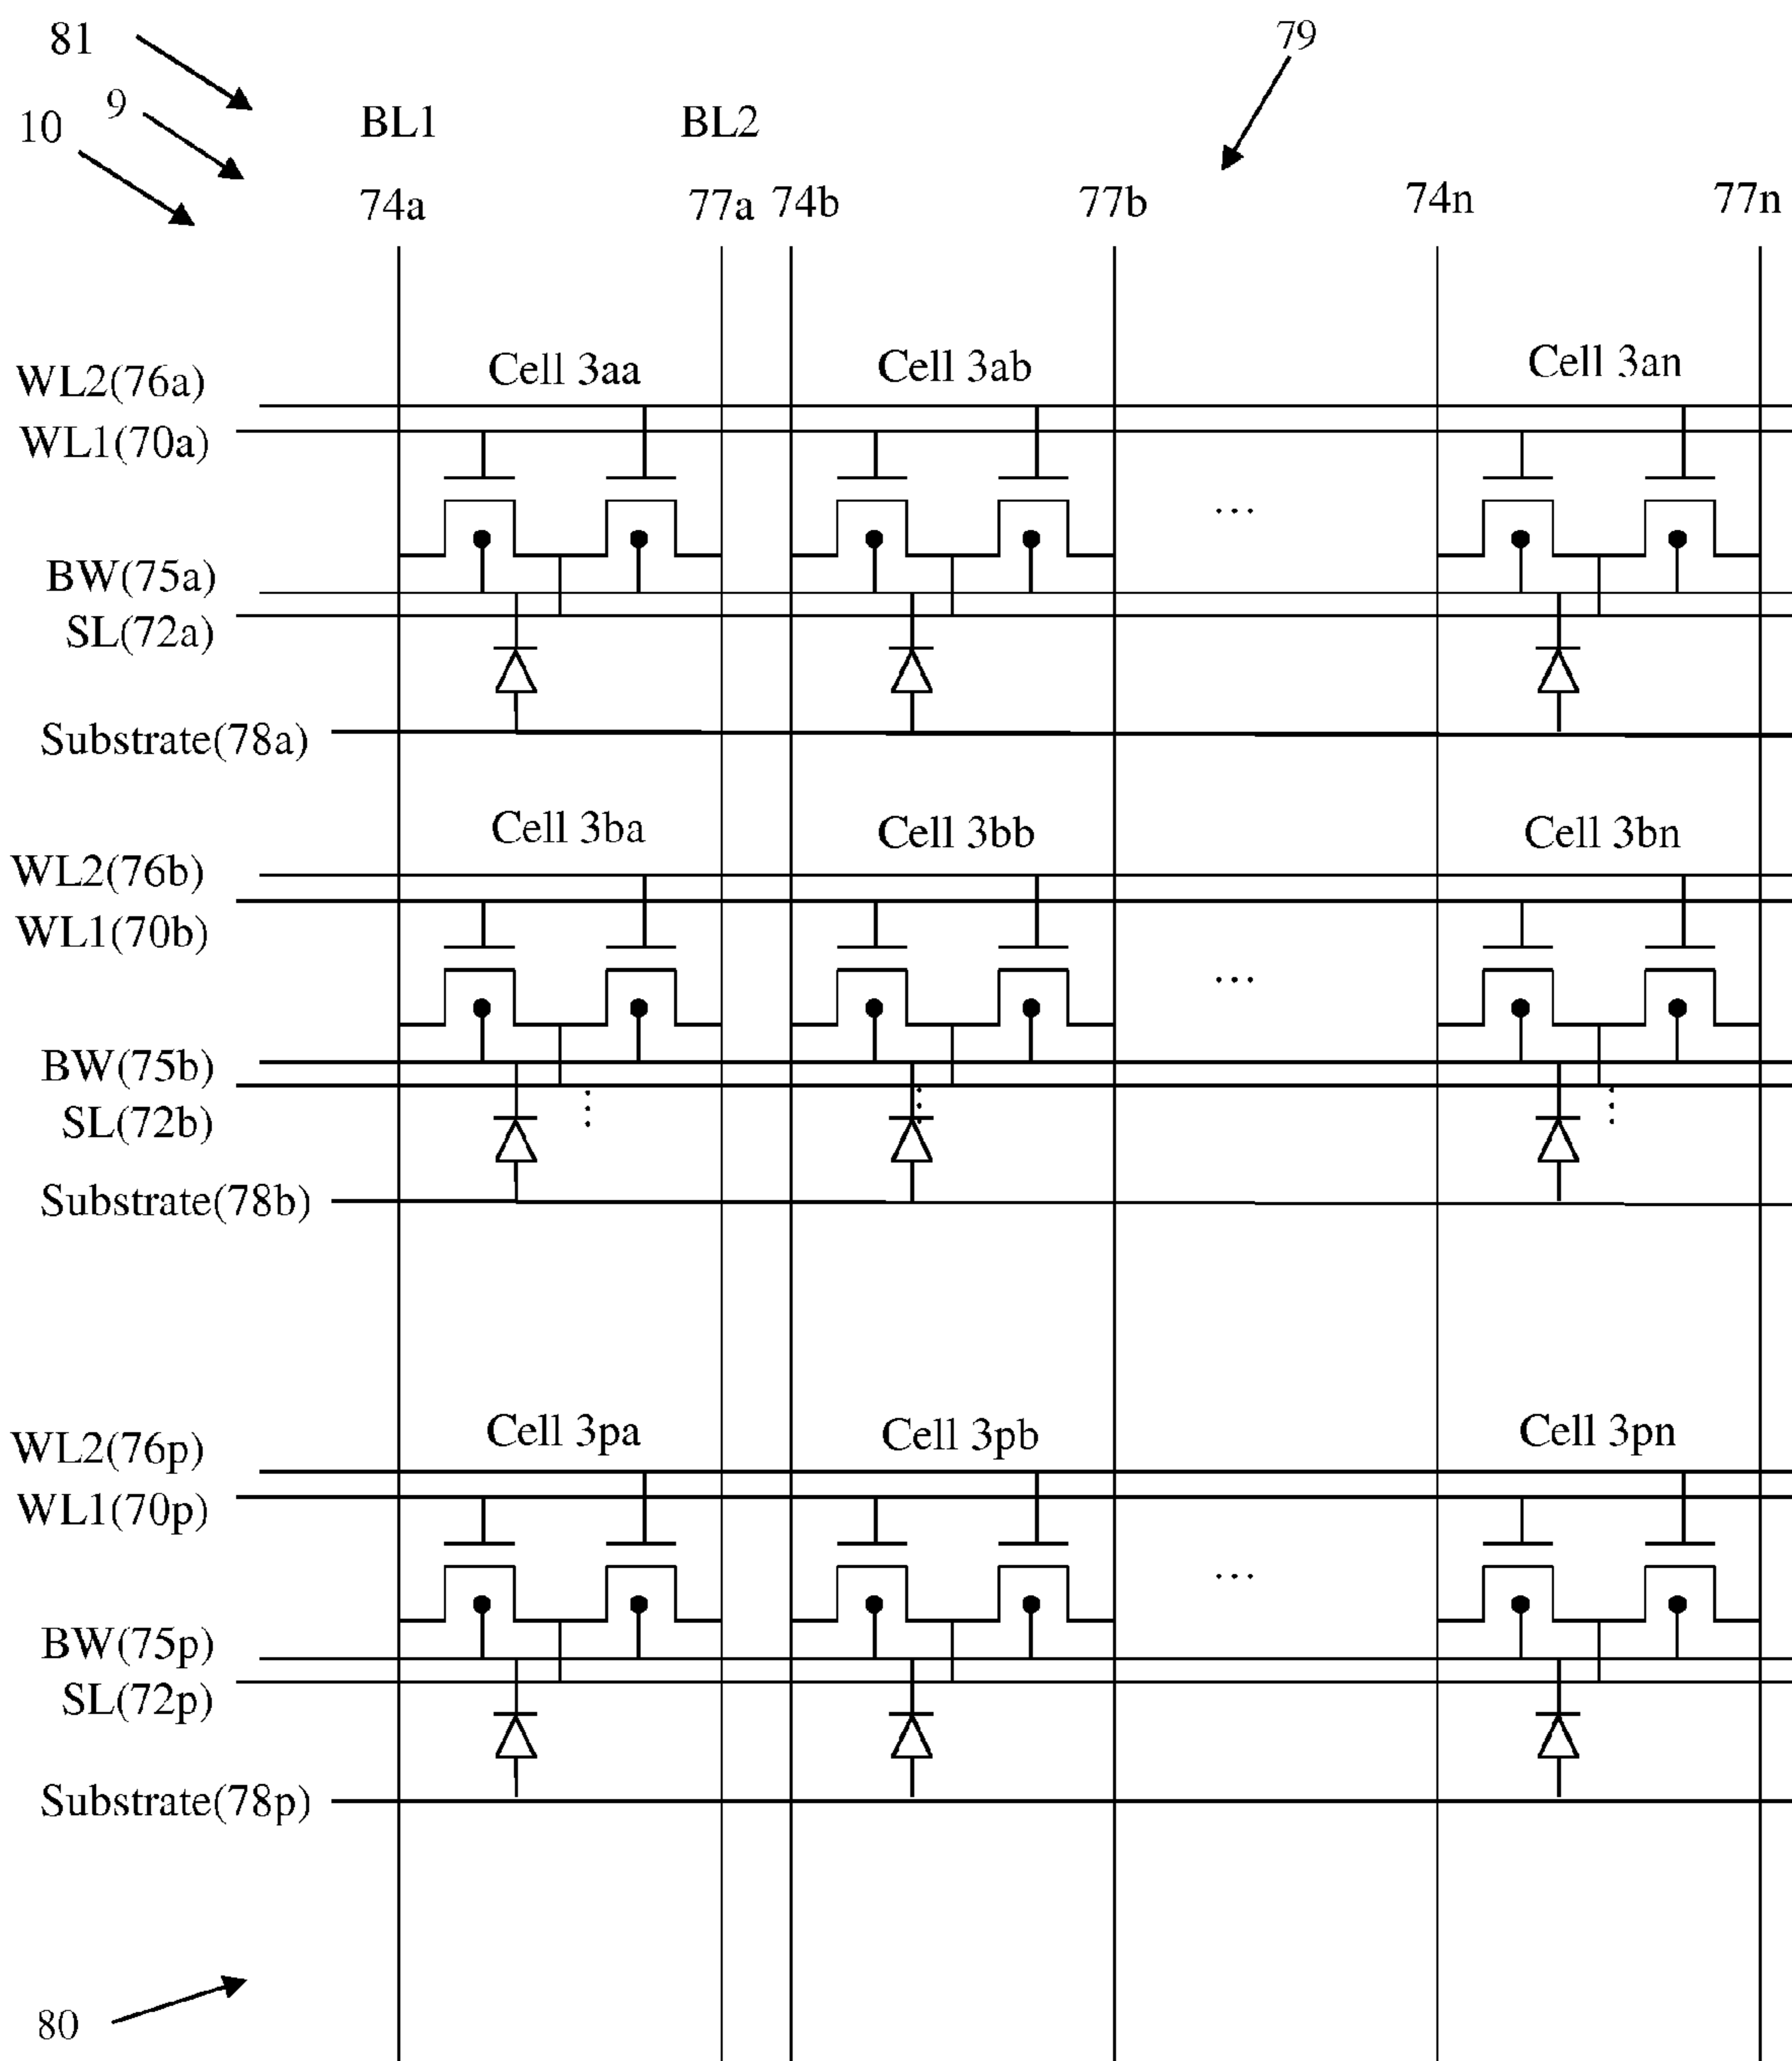 81
79
9
10
BL1 BL2
74a 77a 74b 77b 74n 77n
Cell 3aa Cell 3ab Cell 3an
WL2(76a)
WL1(70a)
...
BW(75a)
SL(72a)
Substrate(78a)
Cell 3ba Cell 3bb Cell 3bn
WL2(76b)
WL1(70b)
...
BW(75b)
SL(72b)
Substrate(78b)
Cell 3pa Cell 3pb Cell 3pn
WL2(76p)
WL1(70p)
...
BW(75p)
SL(72p)
Substrate(78p)
80